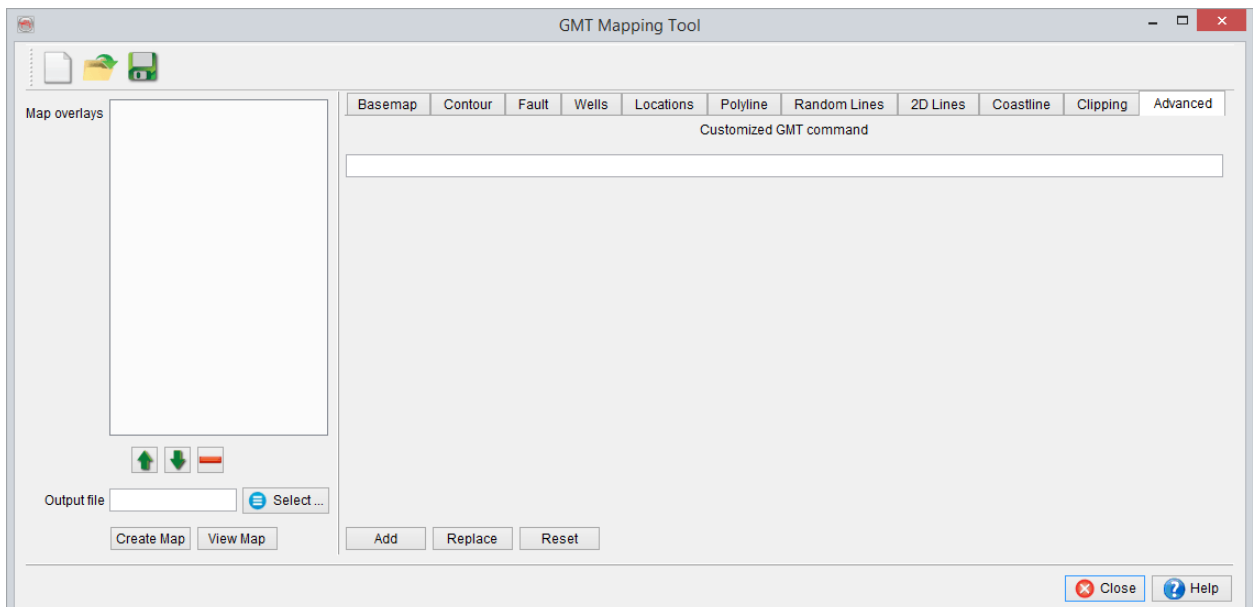 GMT Mapping Tool
Map overlays
Basemap Contour Fault Wells Locations Polyline Random Lines 2D Lines Coastline Clipping Advanced
Customized GMT command
Output file Select ...
Create Map View Map Add Replace Reset
Close Help